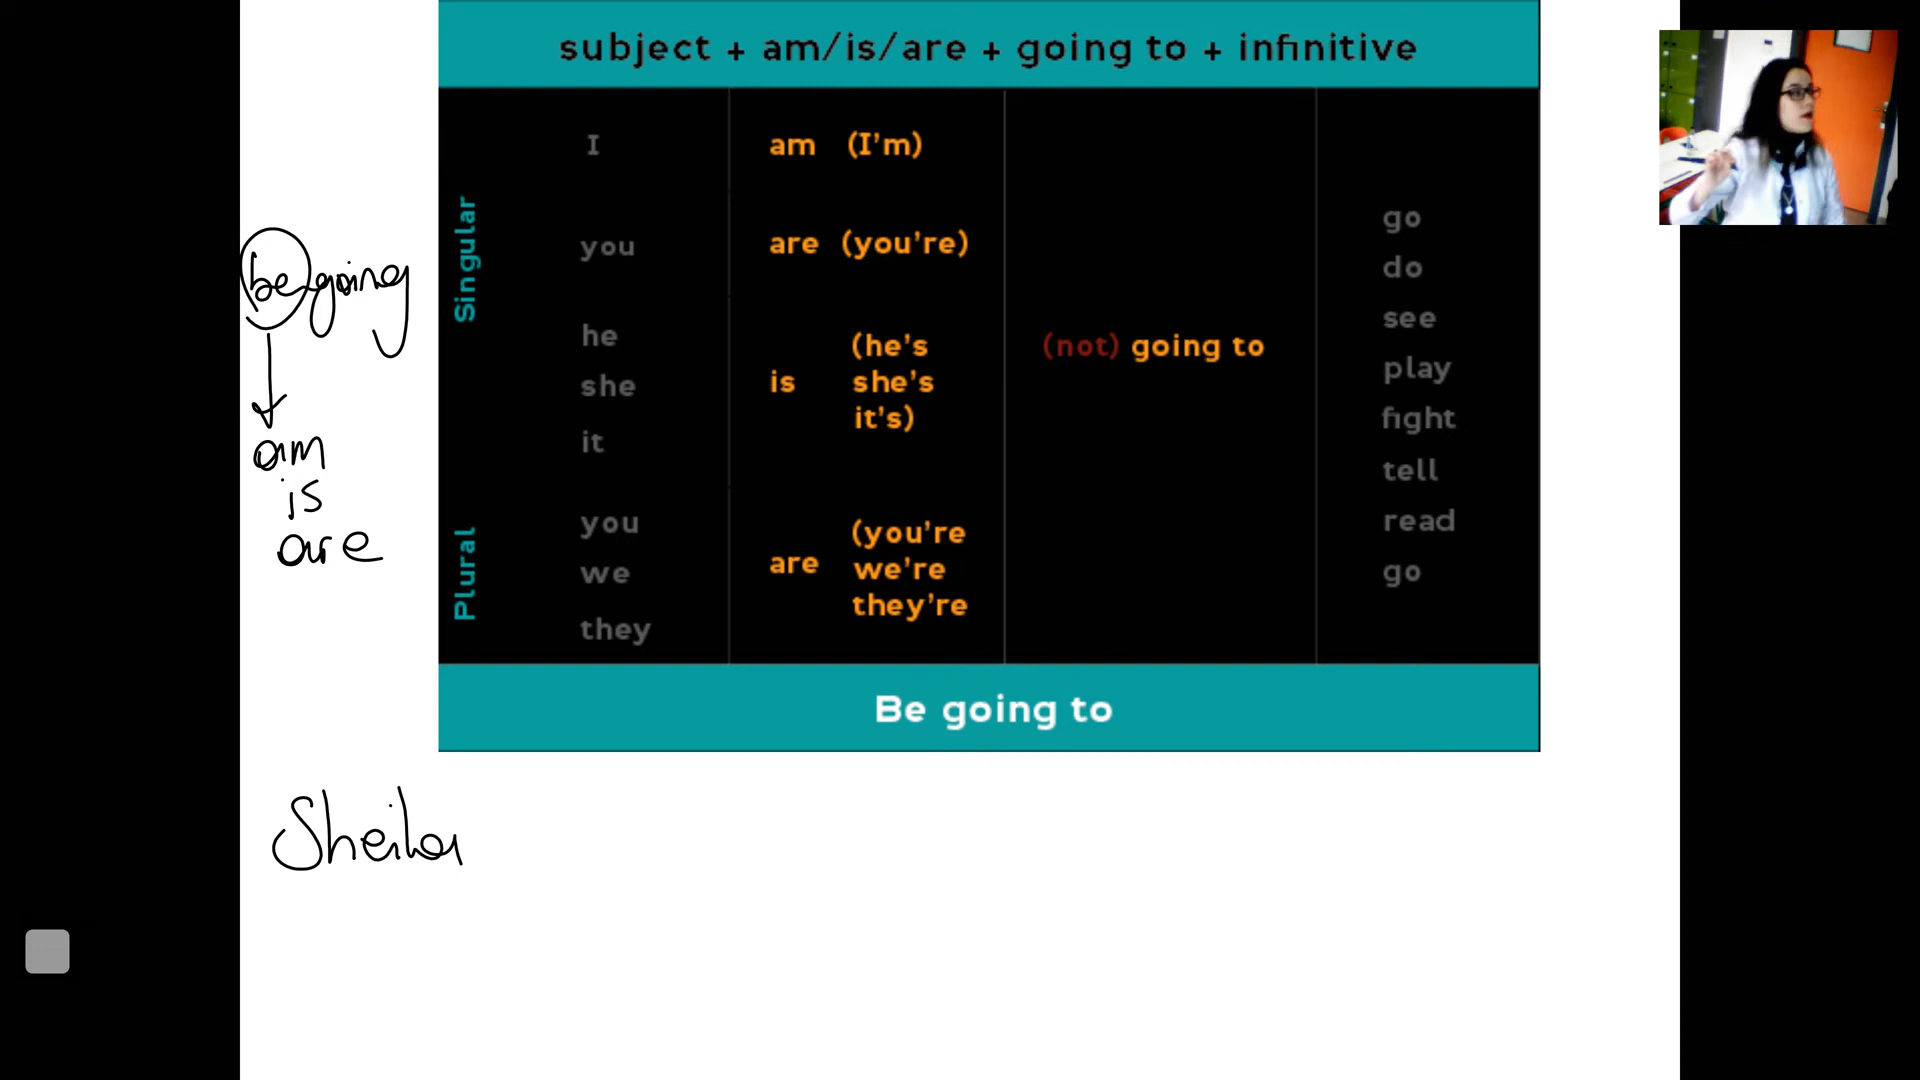 subject + am/is/are + going to + infinitive
Singular
I am (I'm)
you are (you're)
he
she
it
is
(he's
she's
it's)
(not) going to
Plural
you
we
they
are
(you're
we're
they're
go
do
see
play
fight
tell
read
go
Be going to
be going
am
is
are
Sheila